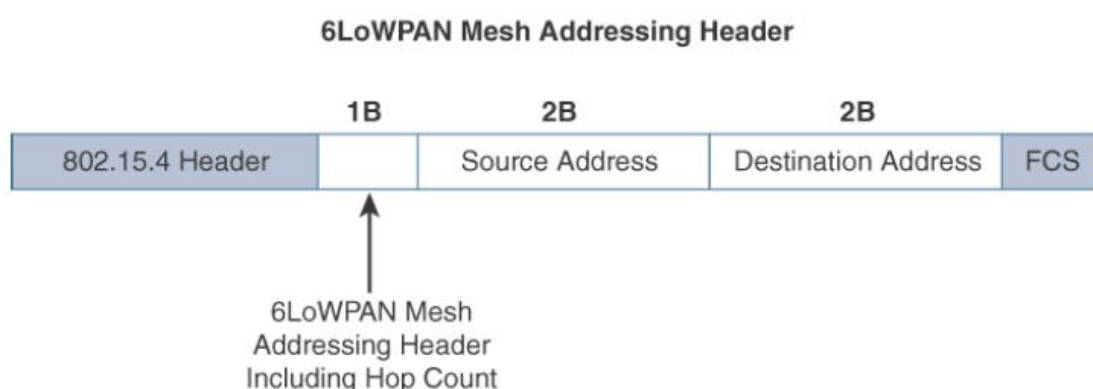 6LoWPAN Mesh Addressing Header
1B 2B 2B
802.15.4 Header Source Address Destination Address FCS
6LoWPAN Mesh
Addressing Header
Including Hop Count